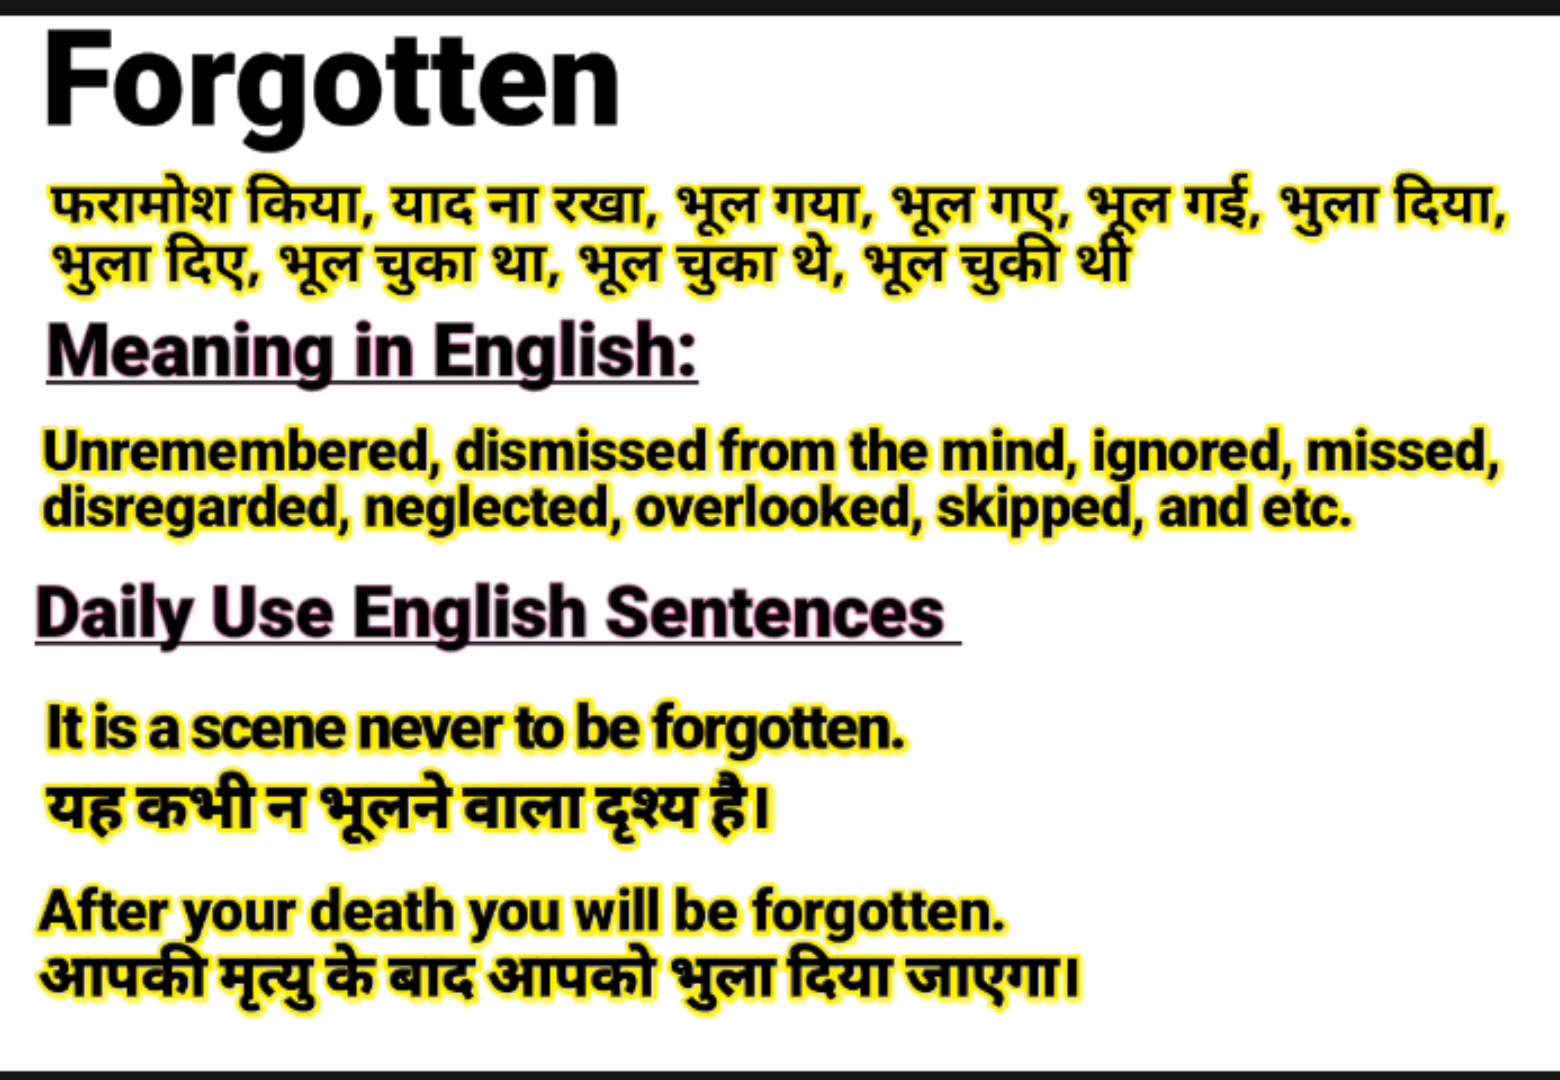 Forgotten
फरामोश किया, याद ना रखा, भूल गया, भूल गए, भूल गई, भुला दिया,
भुला दिए, भूल चुका था, भूल चुका थे, भूल चुकी थी
Meaning in English:
Unremembered, dismissed from the mind, ignored, missed,
disregarded, neglected, overlooked, skipped, and etc.
Daily Use English Sentences
It is a scene never to be forgotten.
यह कभी न भूलने वाला दृश्य है।
After your death you will be forgotten.
आपकी मृत्यु के बाद आपको भुला दिया जाएगा।